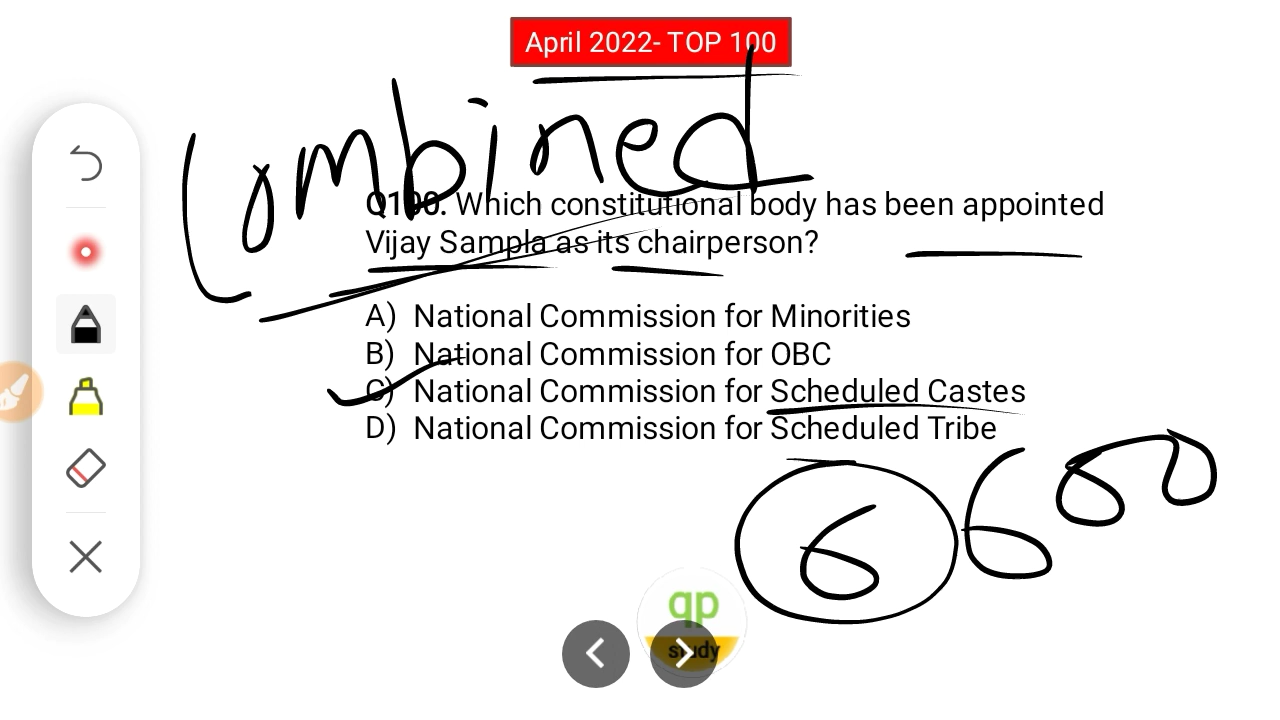 April 2022- TOP 100
Combined
Q100. Which constitutional body has been appointed
Vijay Sampla as its chairperson?
A) National Commission for Minorities
B) National Commission for OBC
C) National Commission for Scheduled Castes
D) National Commission for Scheduled Tribe
6 600
qp
study